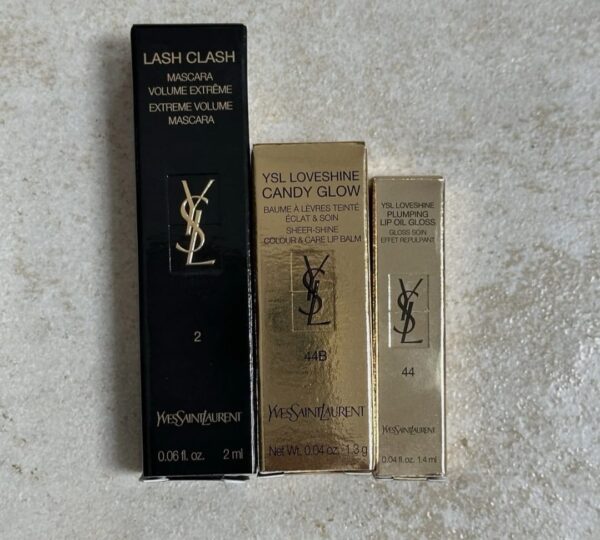 LASH CLASH
MASCARA
VOLUME EXTRÊME
EXTREME VOLUME
MASCARA
YSL
2
YVESSAINTLAURENT
0.06 fl. oz. 2 ml
YSL LOVESHINE
CANDY GLOW
BAUME À LÈVRES TEINTÉ
ÉCLAT & SOIN
SHEER-SHINE
COLOUR & CARE LIP BALM
YSL
44B
YVESSAINTLAURENT
Net Wt. 0.04 oz. 1.3 g
YSL LOVESHINE
PLUMPING
LIP OIL GLOSS
GLOSS SOIN
EFFET REPULPANT
YSL
44
YVESSAINTLAURENT
0.04 fl. oz. 1.4 ml